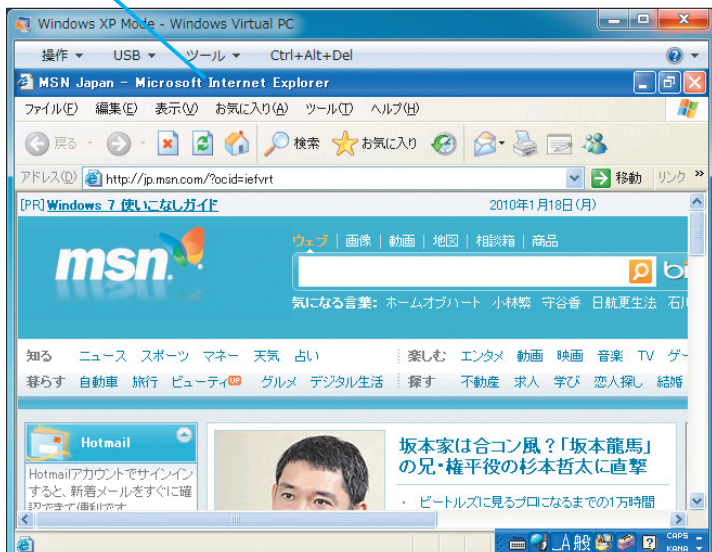 Windows XP Mode - Windows Virtual PC
操作 USB ツール Ctrl+Alt+Del
MSN Japan - Microsoft Internet Explorer
ファイル(F) 編集(E) 表示(V) お気に入り(A) ツール(T) ヘルプ(H)
戻る 検索 お気に入り
アドレス(D) http://jp.msn.com/?ocid=iefvrt 移動 リンク »
[PR]Windows 7 使いこなしガイド 2010年1月18日(月)
ウェブ | 画像 | 動画 | 地図 | 相談箱 | 商品
msn
気になる言葉: ホームオブハート 小林繁 守谷香 日航更生法
知る ニュース スポーツ マネー 天気 占い 楽しむ エンタメ 動画 映画 音楽 TV
暮らす 自動車 旅行 ビューティ UP グルメ デジタル生活 探す 不動産 求人 学び 恋人探し 結婚
Hotmail
坂本家は合コン風?「坂本龍馬」
の兄・権平役の杉本哲太に直撃
Hotmailアカウントでサインイン
すると、新着メールをすぐに確
認できて便利です
・ ビートルズに見るプロになるまでの1万時間
A 般 CAPS
KANA